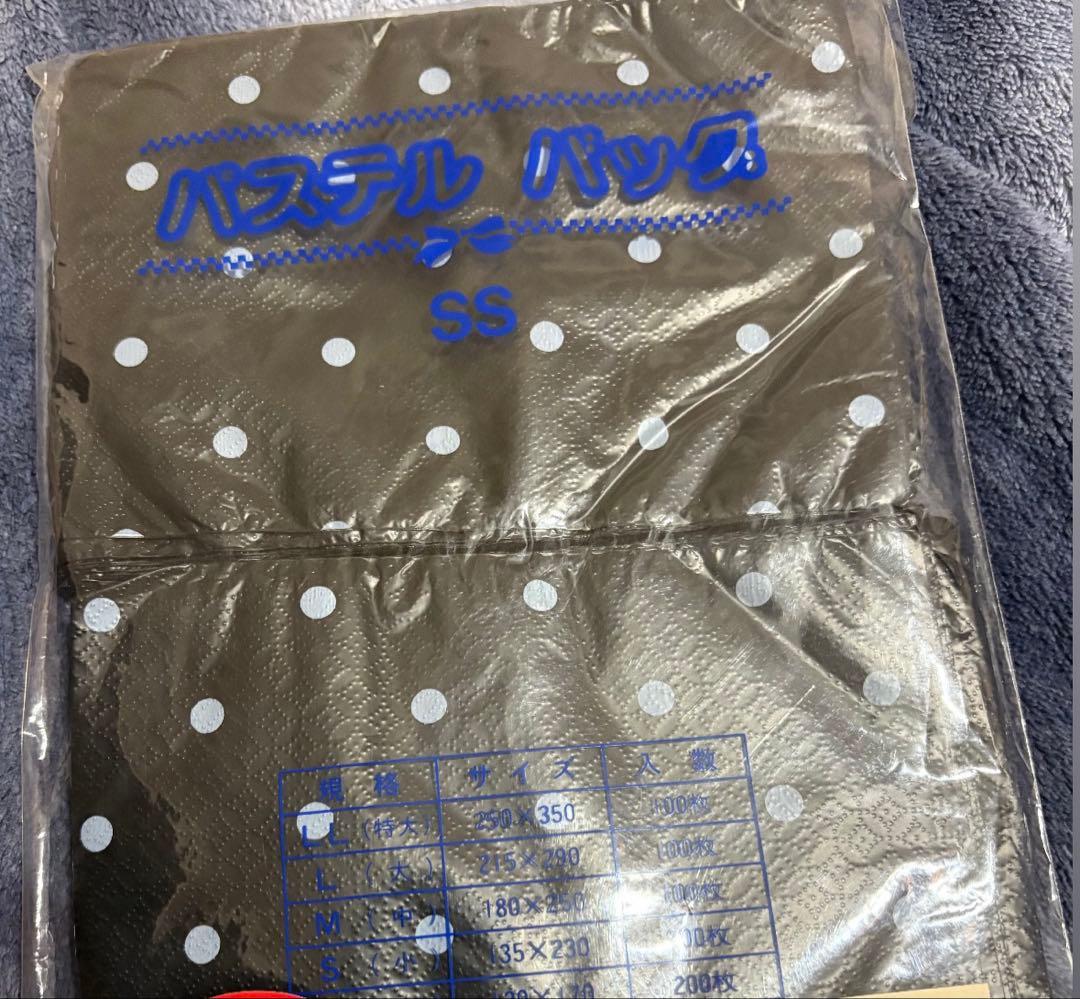 パステル バッグ
SS
規格 サイズ 入数
LL (特大) 250×350 100枚
L (大) 215×290 100枚
M (中) 180×250 100枚
S (小) 135×230
200枚